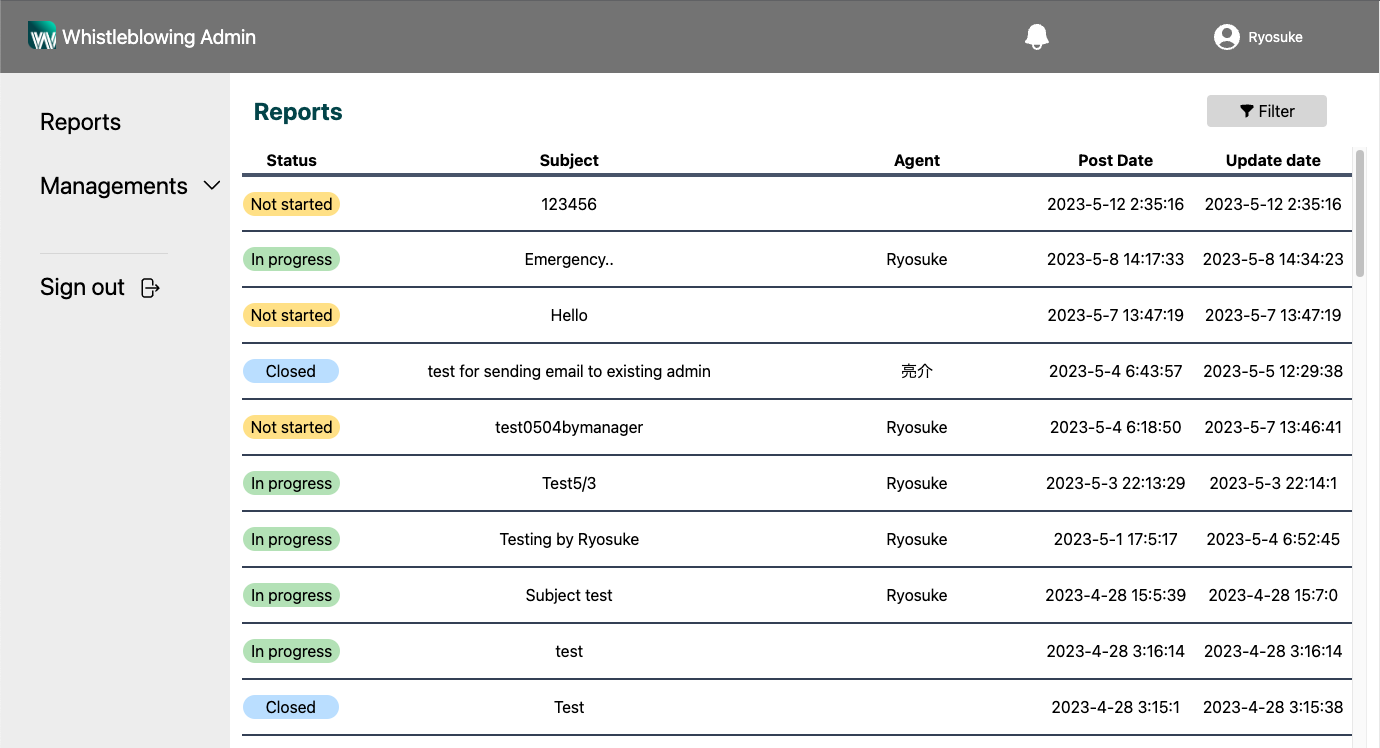 Whistleblowing Admin
Ryosuke
Reports
Managements
Sign out
Reports
Filter
Status Subject Agent Post Date Update date
Not started 123456 2023-5-12 2:35:16 2023-5-12 2:35:16
In progress Emergency.. Ryosuke 2023-5-8 14:17:33 2023-5-8 14:34:23
Not started Hello 2023-5-7 13:47:19 2023-5-7 13:47:19
Closed test for sending email to existing admin 亮介 2023-5-4 6:43:57 2023-5-5 12:29:38
Not started test0504bymanager Ryosuke 2023-5-4 6:18:50 2023-5-7 13:46:41
In progress Test5/3 Ryosuke 2023-5-3 22:13:29 2023-5-3 22:14:1
In progress Testing by Ryosuke Ryosuke 2023-5-1 17:5:17 2023-5-4 6:52:45
In progress Subject test Ryosuke 2023-4-28 15:5:39 2023-4-28 15:7:0
In progress test 2023-4-28 3:16:14 2023-4-28 3:16:14
Closed Test 2023-4-28 3:15:1 2023-4-28 3:15:38